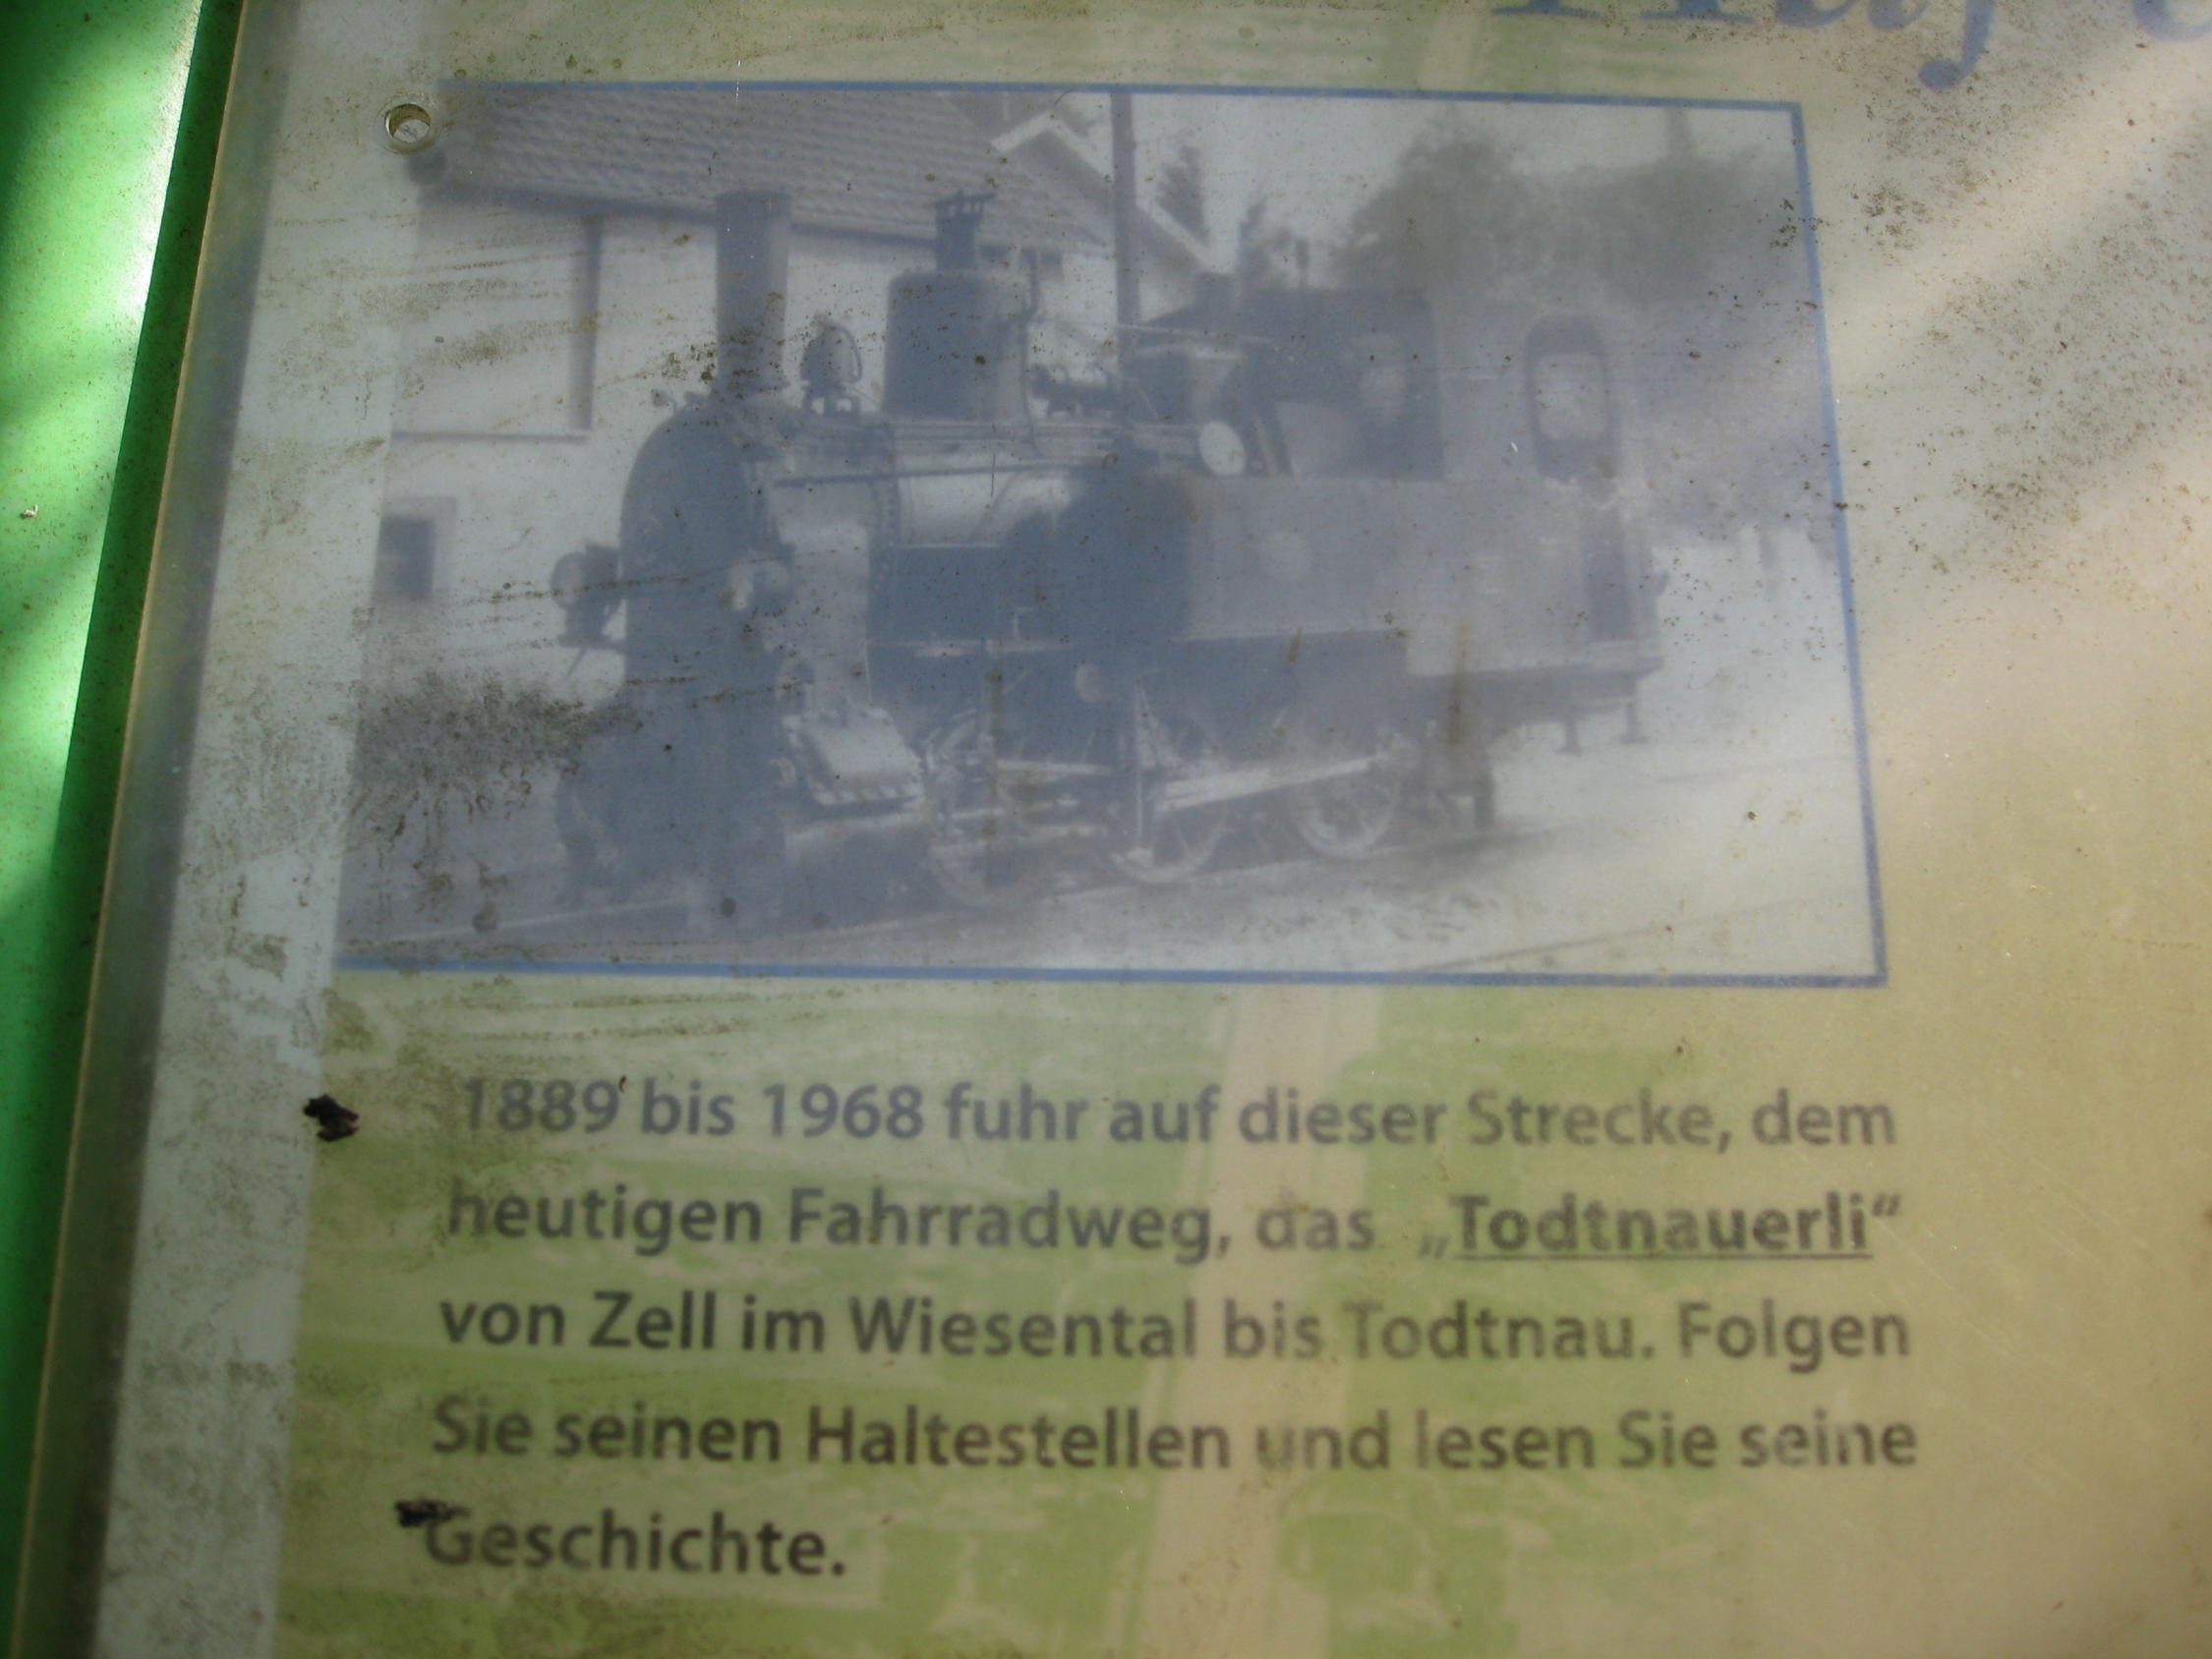 1889 bis 1968 fuhr auf dieser Strecke, dem
heutigen Fahrradweg, das „Todtnauerli“
von Zell im Wiesental bis Todtnau. Folgen
Sie seinen Haltestellen und lesen Sie seine
Geschichte.